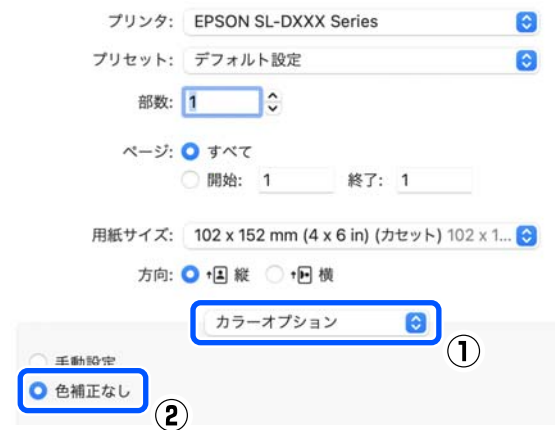 プリンタ: EPSON SL-DXXX Series
プリセット: デフォルト設定
部数: 1
ページ: すべて
開始: 1 終了: 1
用紙サイズ: 102 x 152 mm (4 x 6 in) (カセット) 102 x 1...
方向: 縦 横
カラーオプション
①
手動設定
色補正なし
②